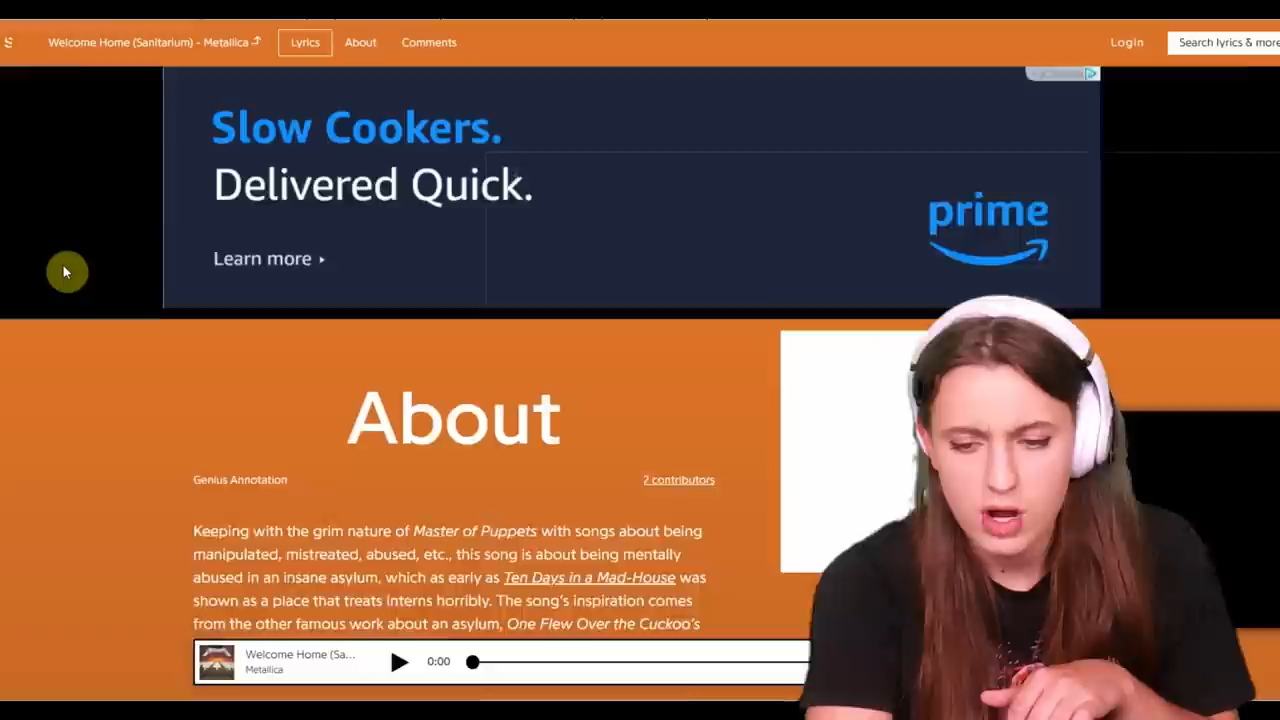 S
Welcome Home (Sanitarium) - Metallica
Lyrics
About
Comments
Login
Search lyrics & more
Slow Cookers.
Delivered Quick.
Learn more
prime
About
Genius Annotation
2 contributors
Keeping with the grim nature of Master of Puppets with songs about being
manipulated, mistreated, abused, etc., this song is about being mentally
abused in an insane asylum, which as early as Ten Days in a Mad-House was
shown as a place that treats Interns horribly. The song's inspiration comes
from the other famous work about an asylum, One Flew Over the Cuckoo's
Welcome Home (Sa...
Metallica
0:00